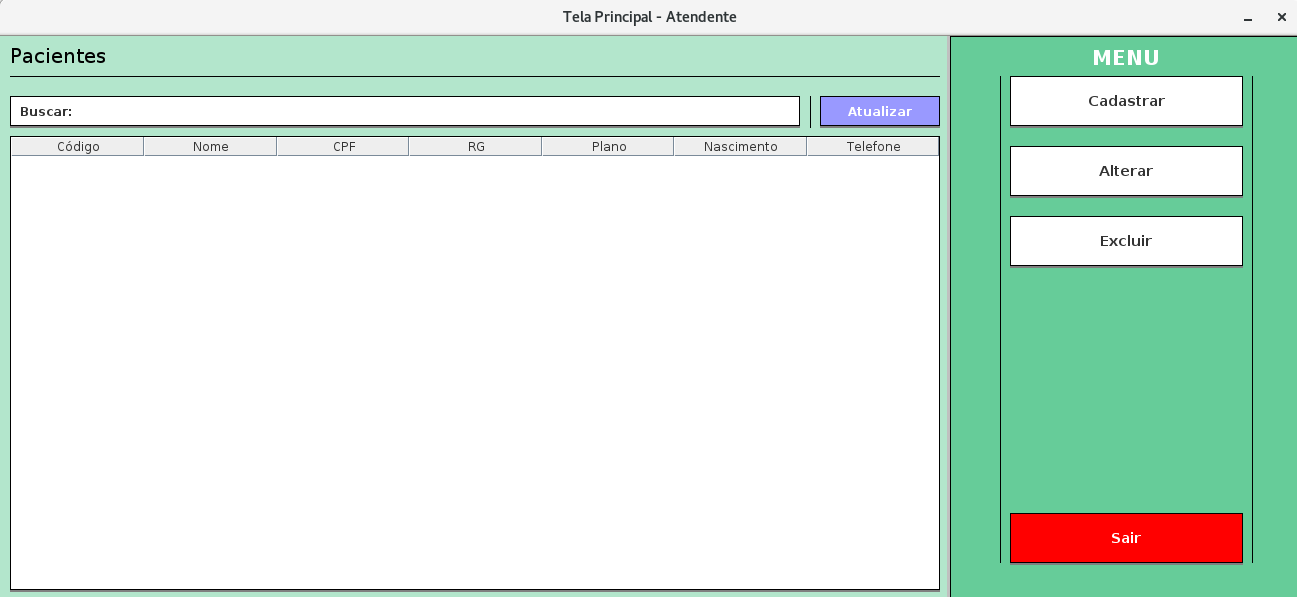 Tela Principal - Atendente
Pacientes
Buscar:
Atualizar
Código Nome CPF RG Plano Nascimento Telefone
MENU
Cadastrar
Alterar
Excluir
Sair